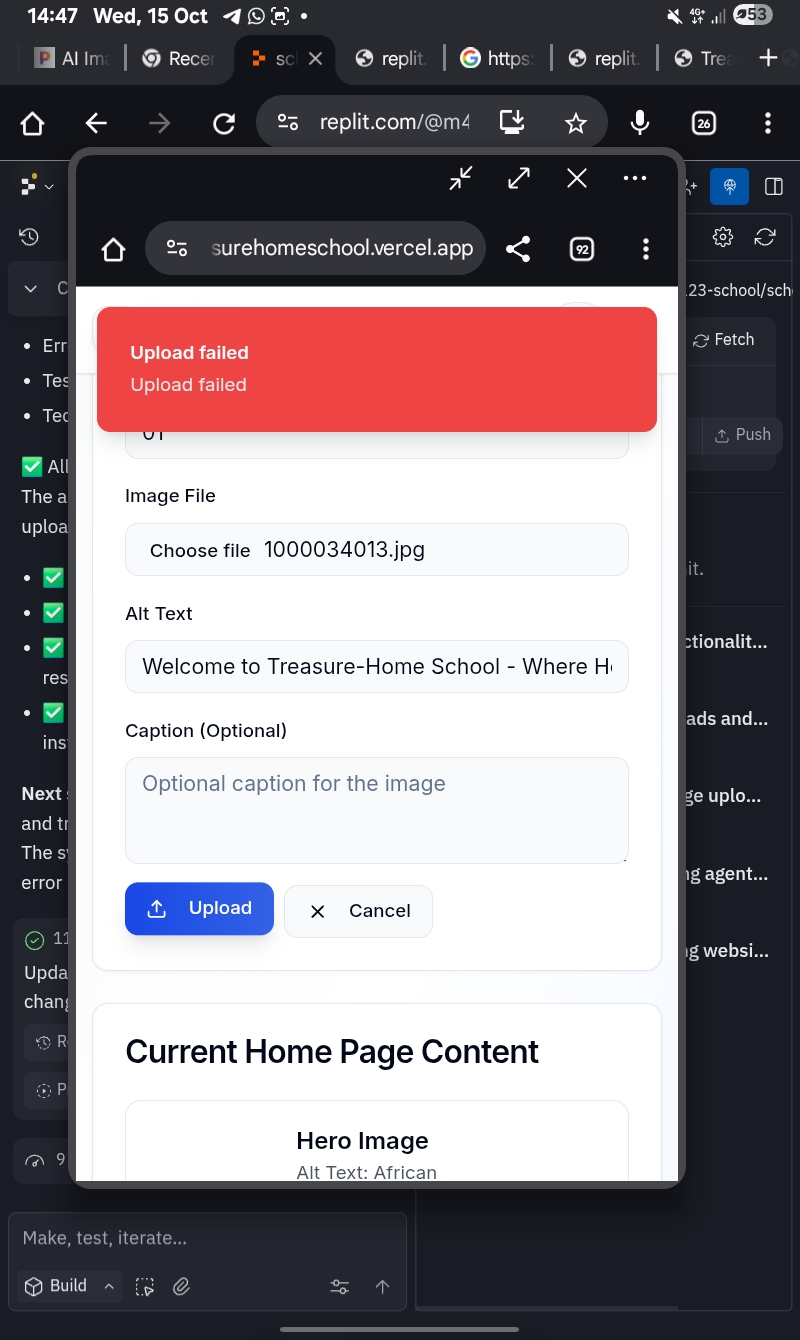 14:47 Wed, 15 Oct
4G+
53
AI Ima
Recer
sc
replit.
https:
replit.
Trea
replit.com/@m4
26
surehomeschool.vercel.app
92
C
23-school/sch
Fetch
Push
Upload failed
Upload failed
01
Err
Tes
Tec
✅ All
The a
uploa
✅
✅
✅
res
✅
ins
Image File
Choose file 1000034013.jpg
Alt Text
Welcome to Treasure-Home School - Where H
Caption (Optional)
Optional caption for the image
Upload
Cancel
it.
ctionalit...
ads and...
ge uplo...
ng agent...
ng websi...
Next
and tr
The sy
error
11
Upda
chang
R
P
9
Current Home Page Content
Hero Image
Alt Text: African
Make, test, iterate...
Build